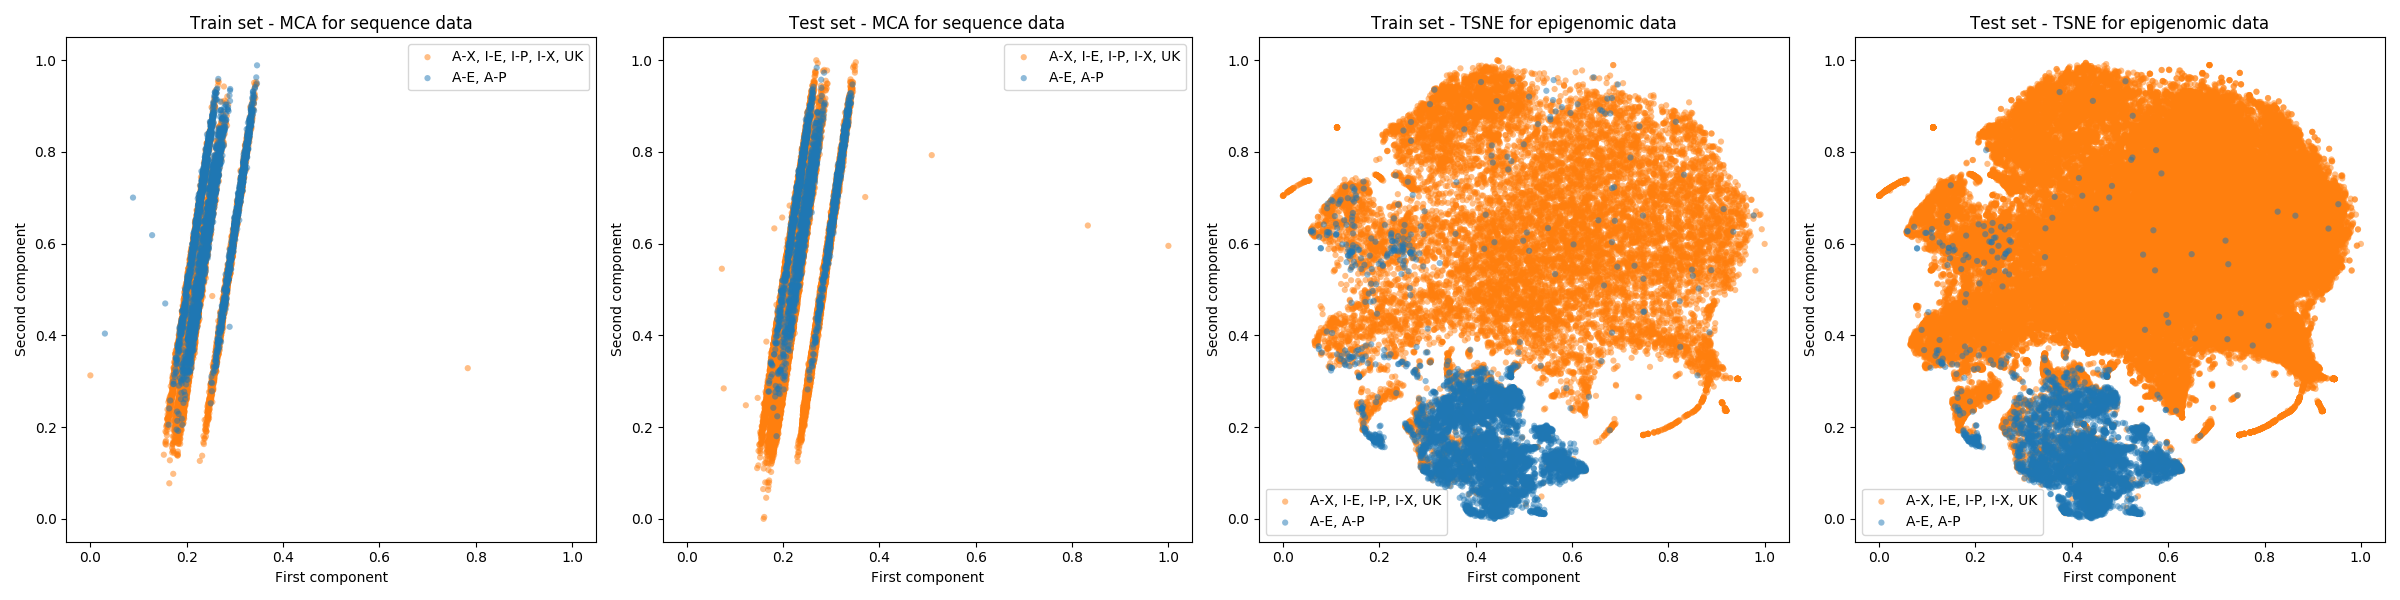 Train set - MCA for sequence data
A-X, I-E, I-P, I-X, UK
A-E, A-P
1.0
0.8
0.6
0.4
0.2
0.0
Second component
0.0 0.2 0.4 0.6 0.8 1.0
First component
Test set - MCA for sequence data
A-X, I-E, I-P, I-X, UK
A-E, A-P
1.0
0.8
0.6
0.4
0.2
0.0
Second component
0.0 0.2 0.4 0.6 0.8 1.0
First component
Train set - TSNE for epigenomic data
1.0
0.8
0.6
0.4
0.2
0.0
Second component
A-X, I-E, I-P, I-X, UK
A-E, A-P
0.0 0.2 0.4 0.6 0.8 1.0
First component
Test set - TSNE for epigenomic data
1.0
0.8
0.6
0.4
0.2
0.0
Second component
A-X, I-E, I-P, I-X, UK
A-E, A-P
0.0 0.2 0.4 0.6 0.8 1.0
First component